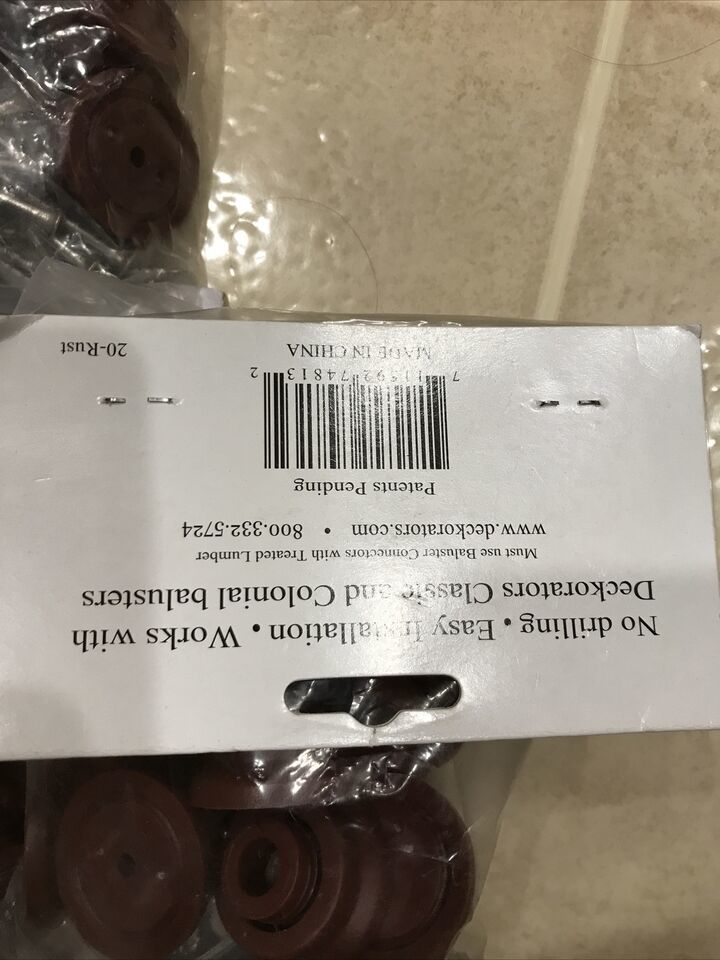 No drilling • Easy Installation • Works with
Deckorators Classic and Colonial balusters
Must use Baluster Connectors with Treated Lumber
www.deckorators.com • 800.332.5724
Patents Pending
7 11592 74813 2
MADE IN CHINA
20-Rust